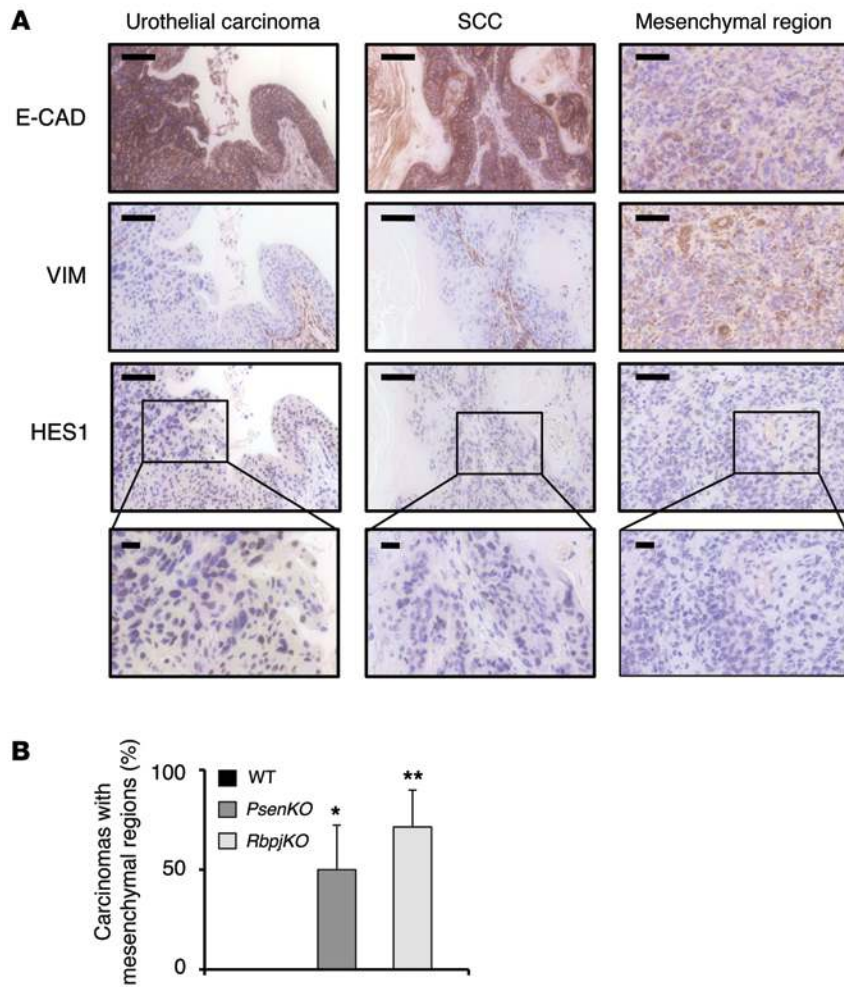 A
Urothelial carcinoma
SCC
Mesenchymal region
E-CAD
VIM
HES1
B
Carcinomas with
mesenchymal regions (%)
100
50
0
WT
PsenKO
RbpjKO
*
**